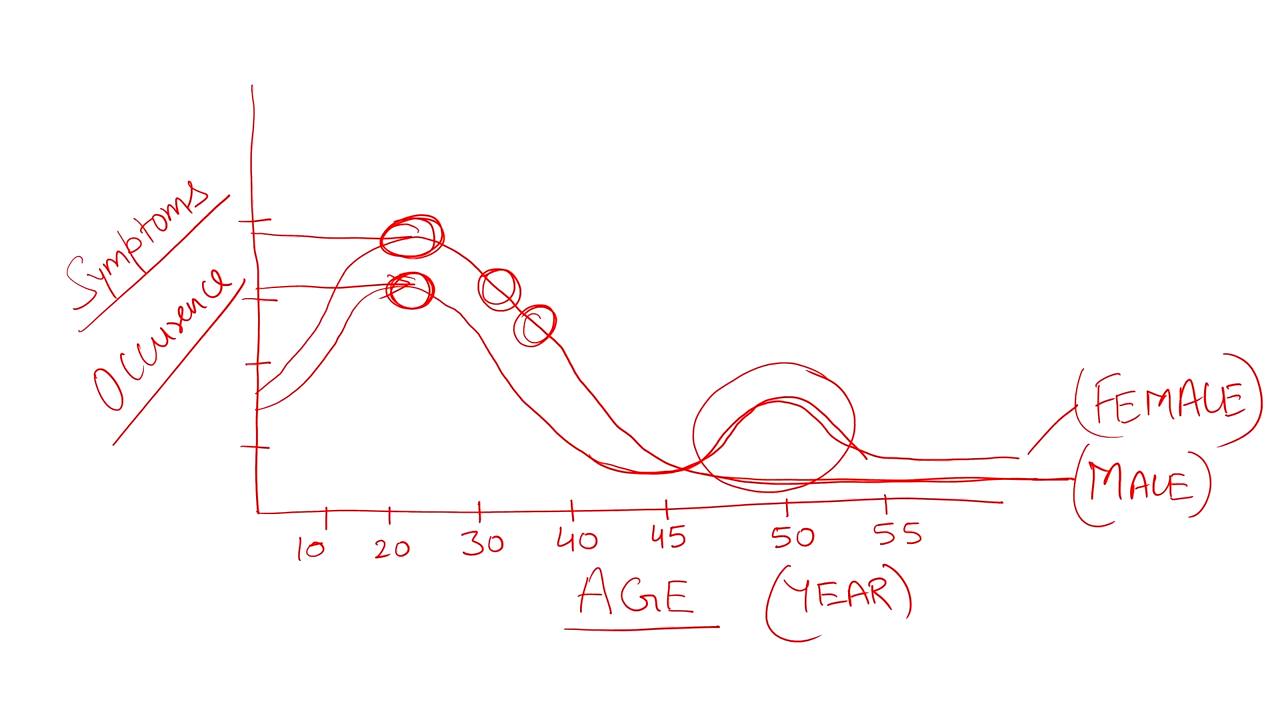 Symptoms
Occurence
(FEMALE)
(MALE)
10 20 30 40 45 50 55
AGE (YEAR)